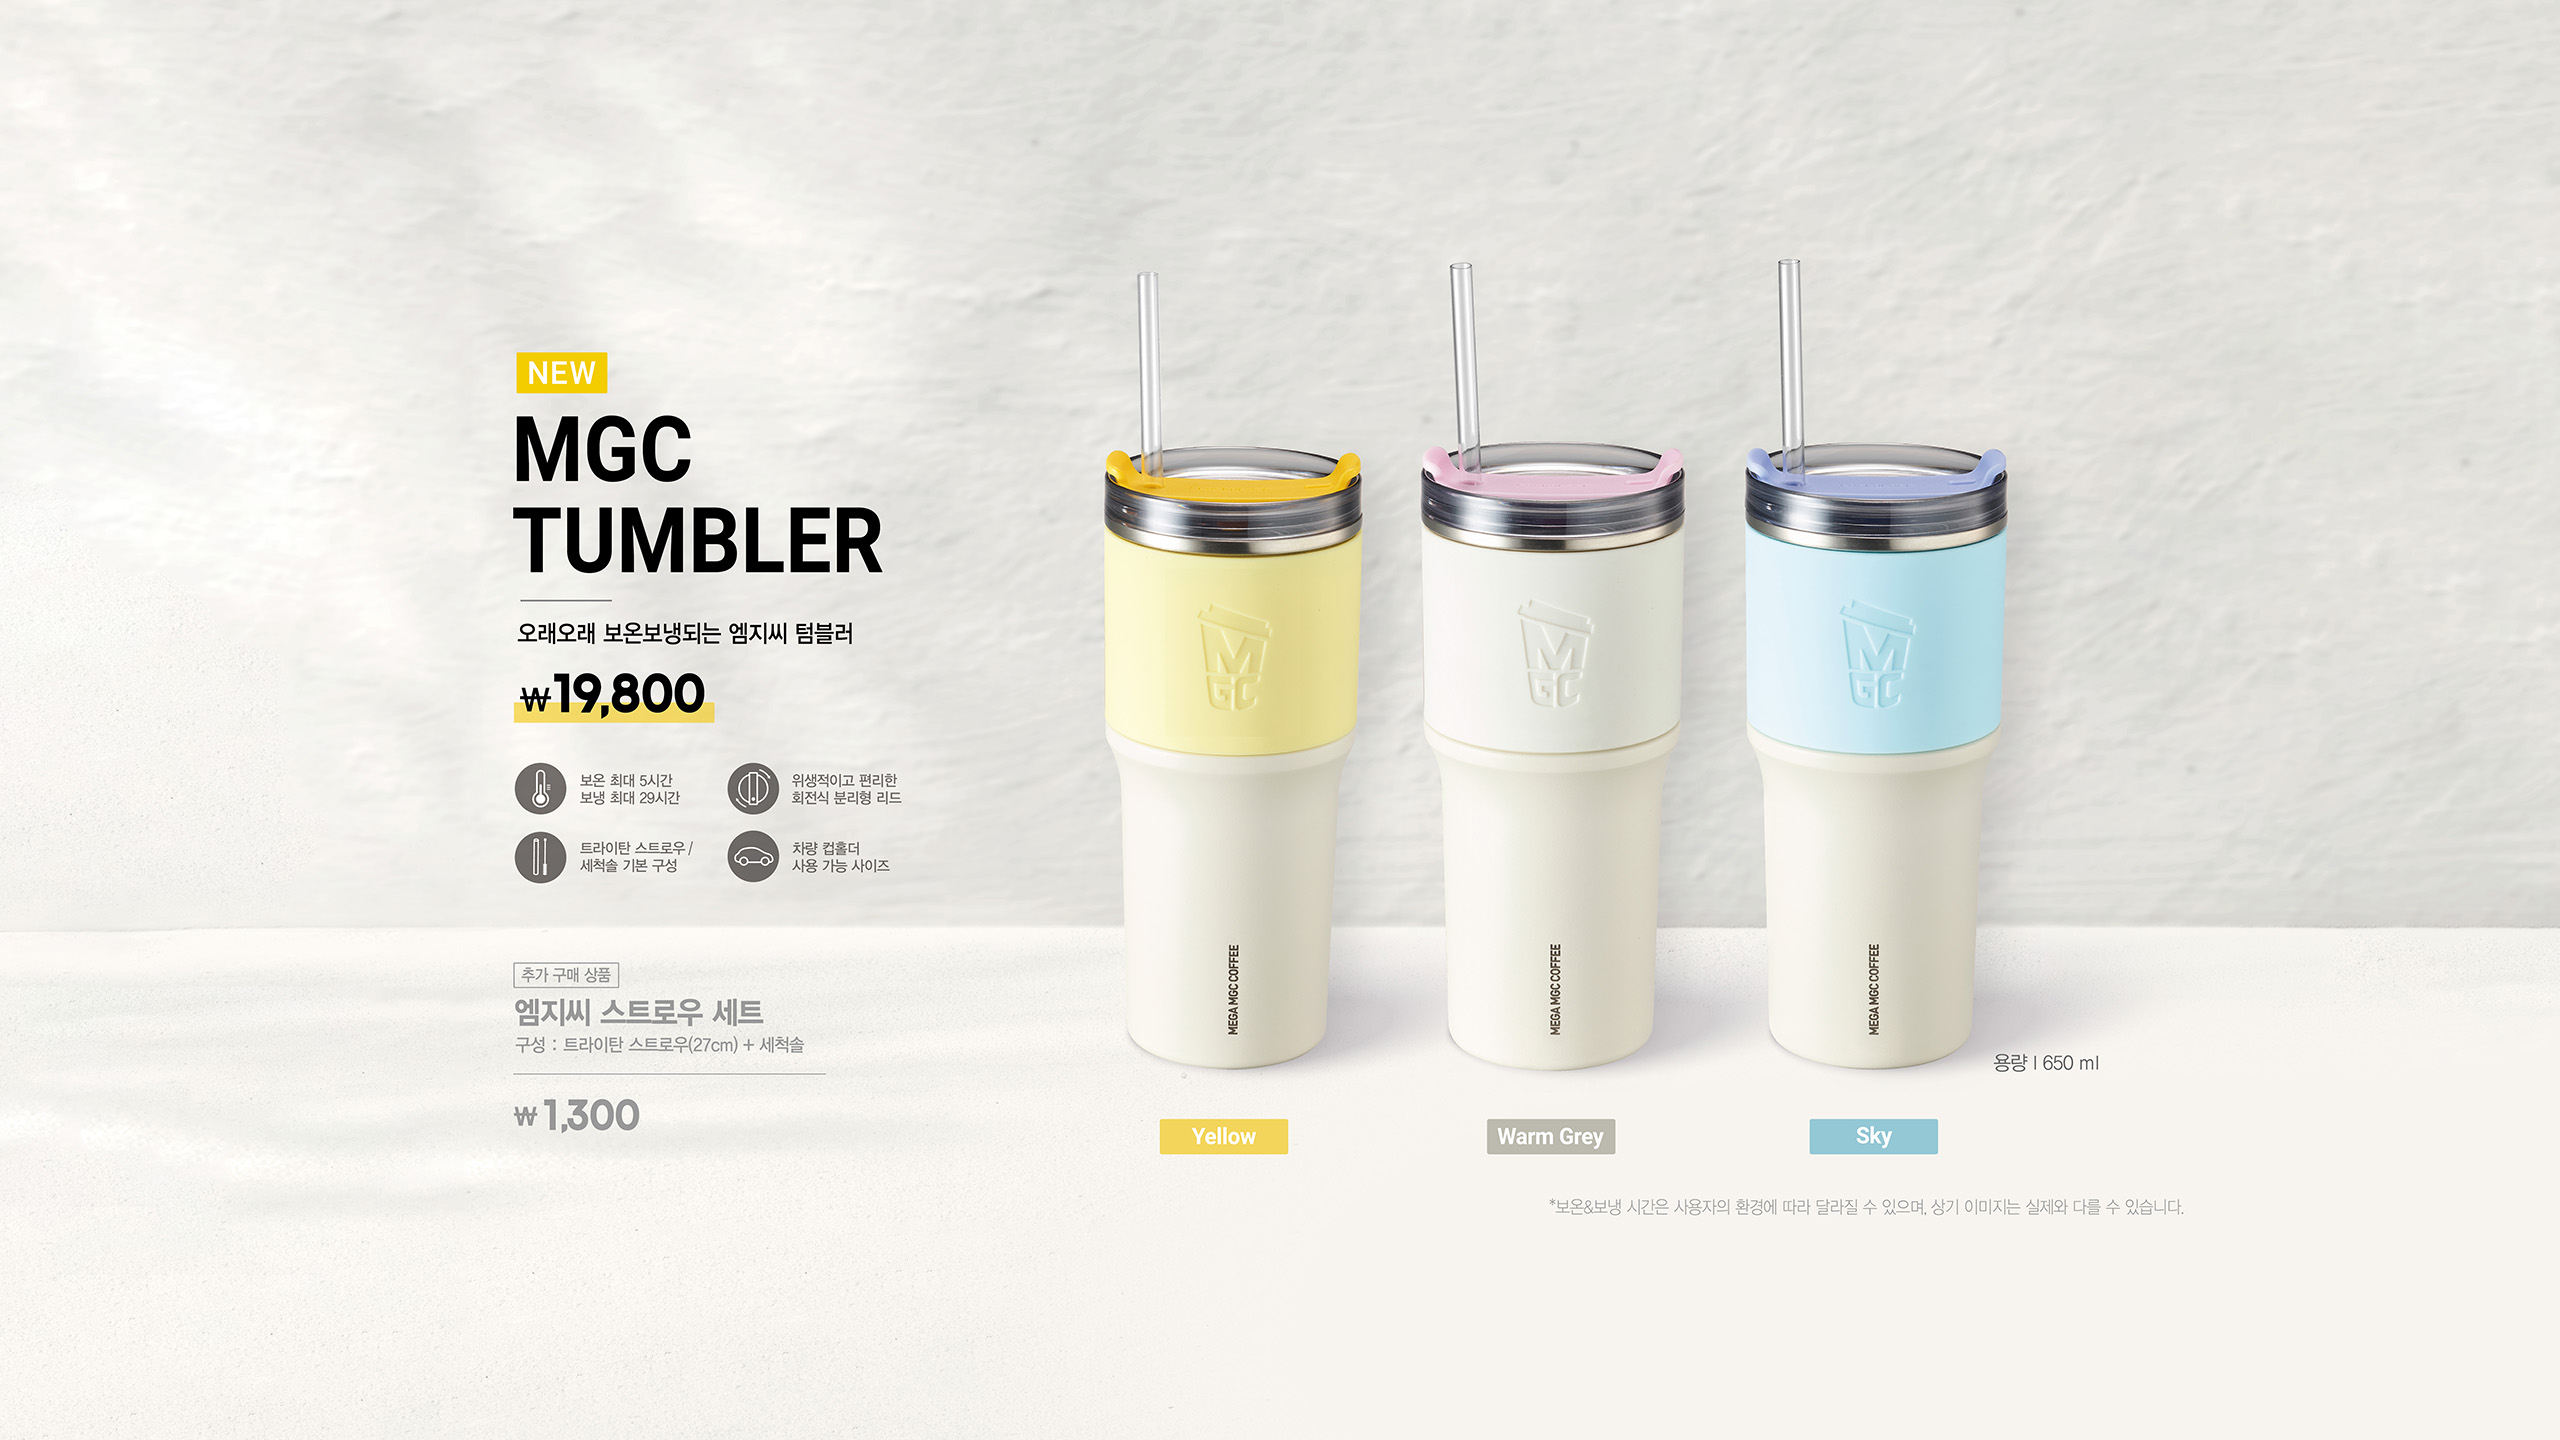 NEW
MGC
TUMBLER
오래오래 보온보냉되는 엠지씨 텀블러
₩19,800
보온 최대 5시간
보냉 최대 29시간
위생적이고 편리한
회전식 분리형 리드
트라이탄 스트로우/
세척솔 기본 구성
차량 컵홀더
사용 가능 사이즈
추가 구매 상품
엠지씨 스트로우 세트
구성 : 트라이탄 스트로우(27cm) + 세척솔
₩1,300
M
GC
MEGA MGC COFFEE
M
GC
MEGA MGC COFFEE
M
GC
MEGA MGC COFFEE
용량 l 650 ml
Yellow
Warm Grey
Sky
*보온&보냉 시간은 사용자의 환경에 따라 달라질 수 있으며, 상기 이미지는 실제와 다를 수 있습니다.